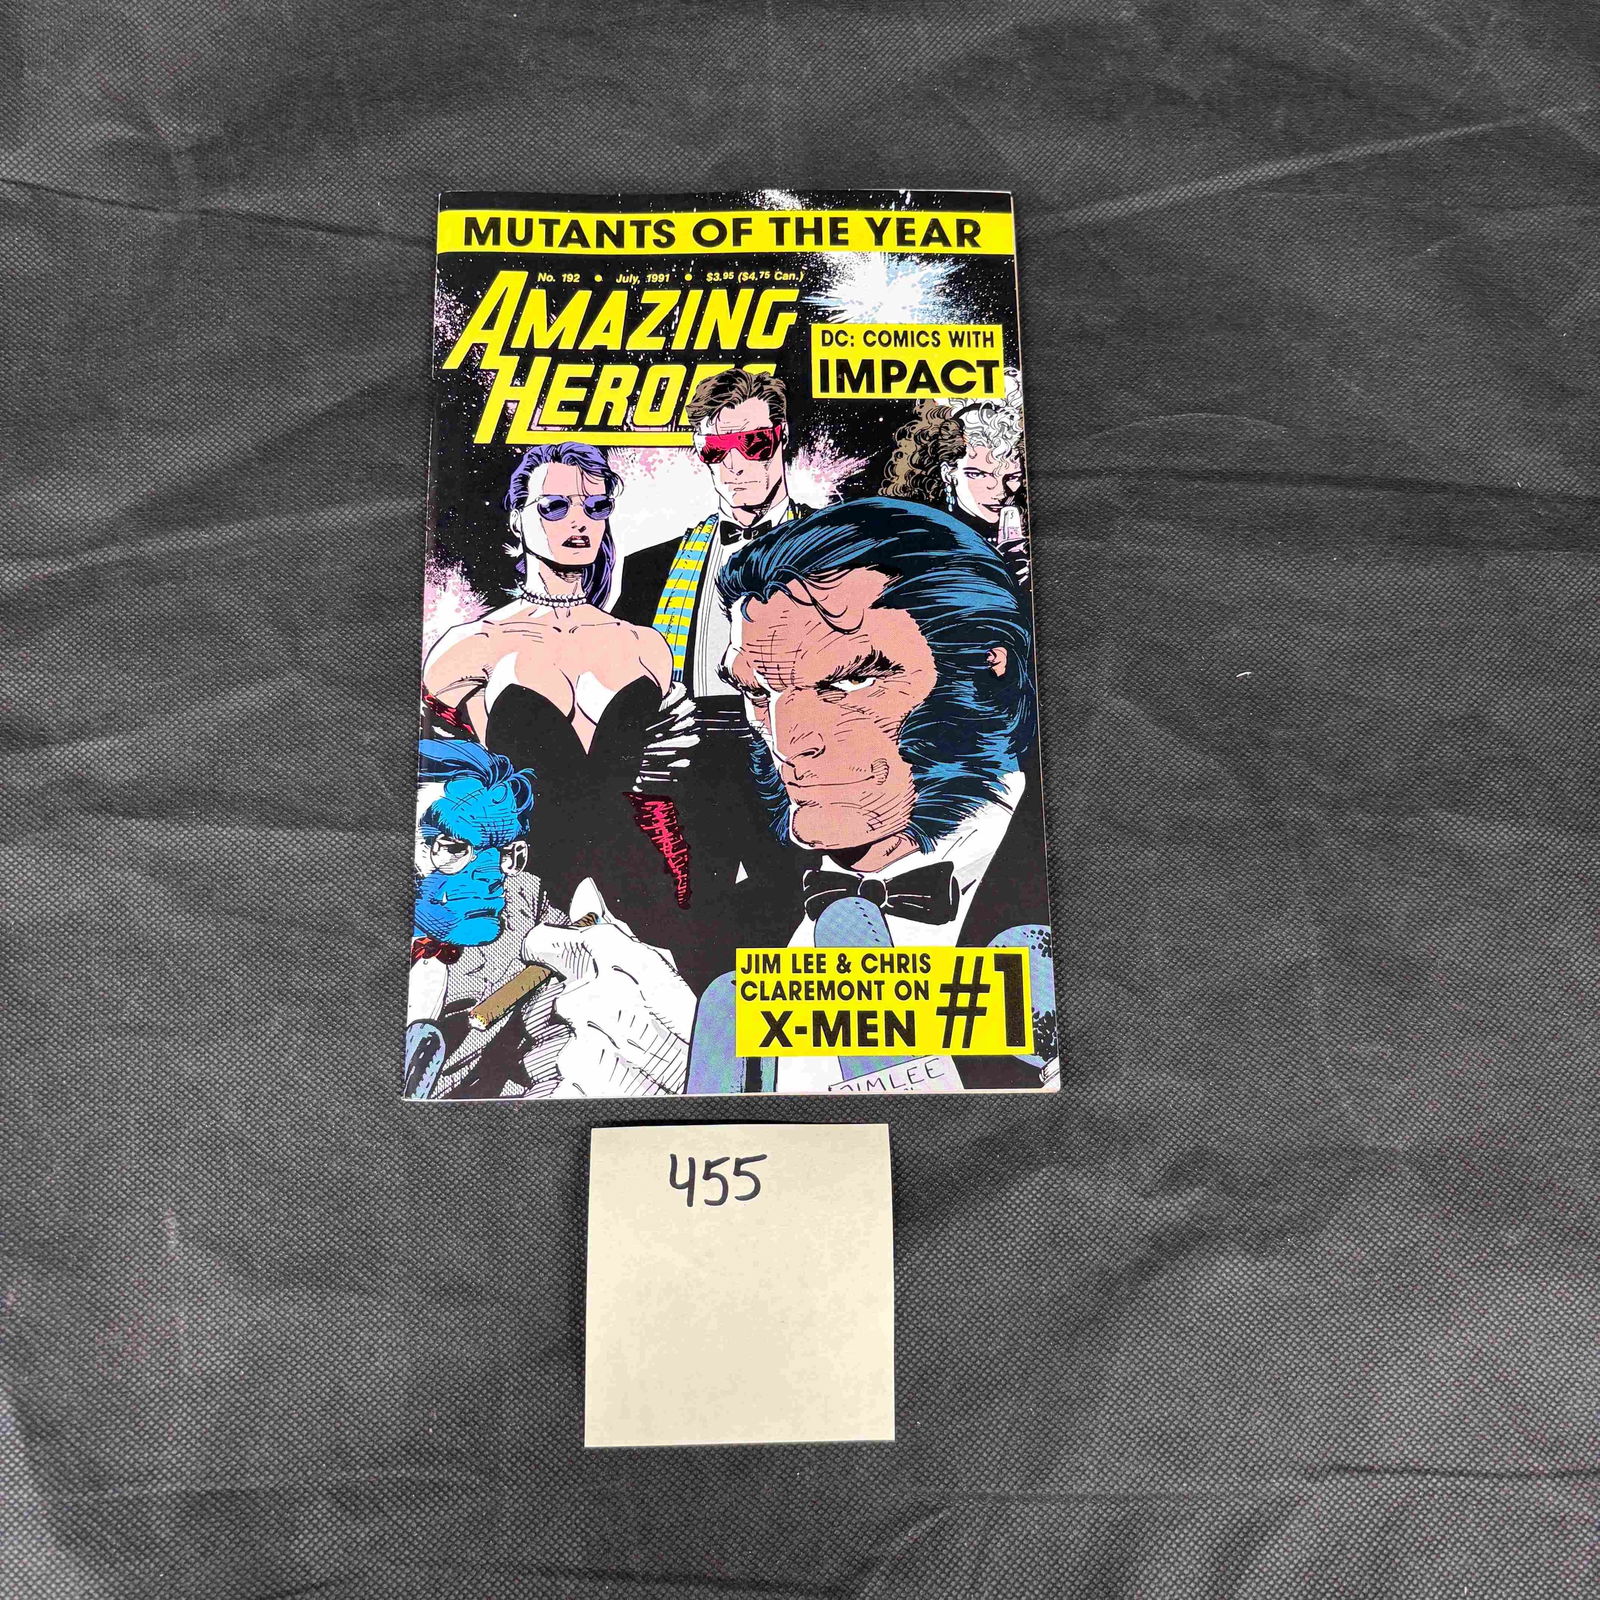 MUTANTS OF THE YEAR
No. 192 • July, 1991 • $3.95 ($4.75 Can.)
AMAZING
HEROES
DC: COMICS WITH
IMPACT
JIM LEE & CHRIS
CLAREMONT ON
X-MEN #1
JIM LEE
455